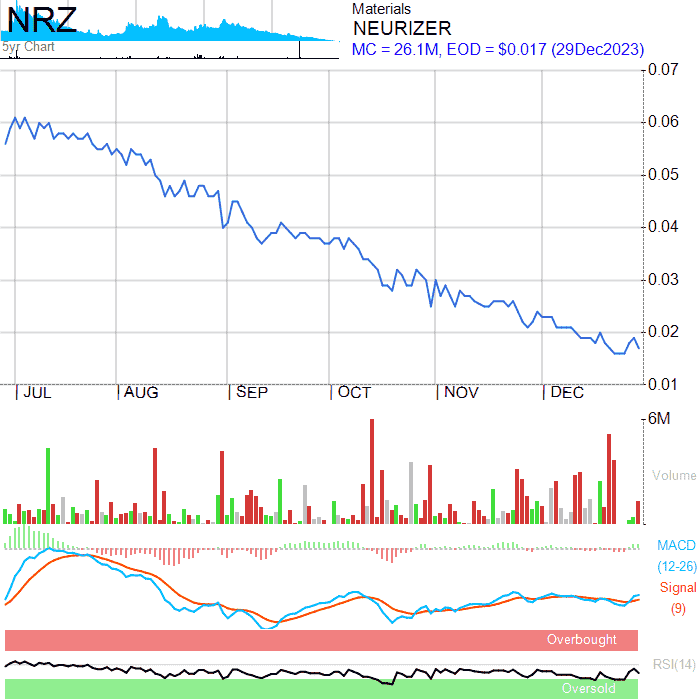 NRZ
5yr Chart
Materials
NEURIZER
MC = 26.1M, EOD = $0.017 (29Dec2023)
0.07
0.06
0.05
0.04
0.03
0.02
0.01
JUL AUG SEP OCT NOV DEC
6M
Volume
MACD
(12-26)
Signal
(9)
Overbought
RSI(14)
Oversold